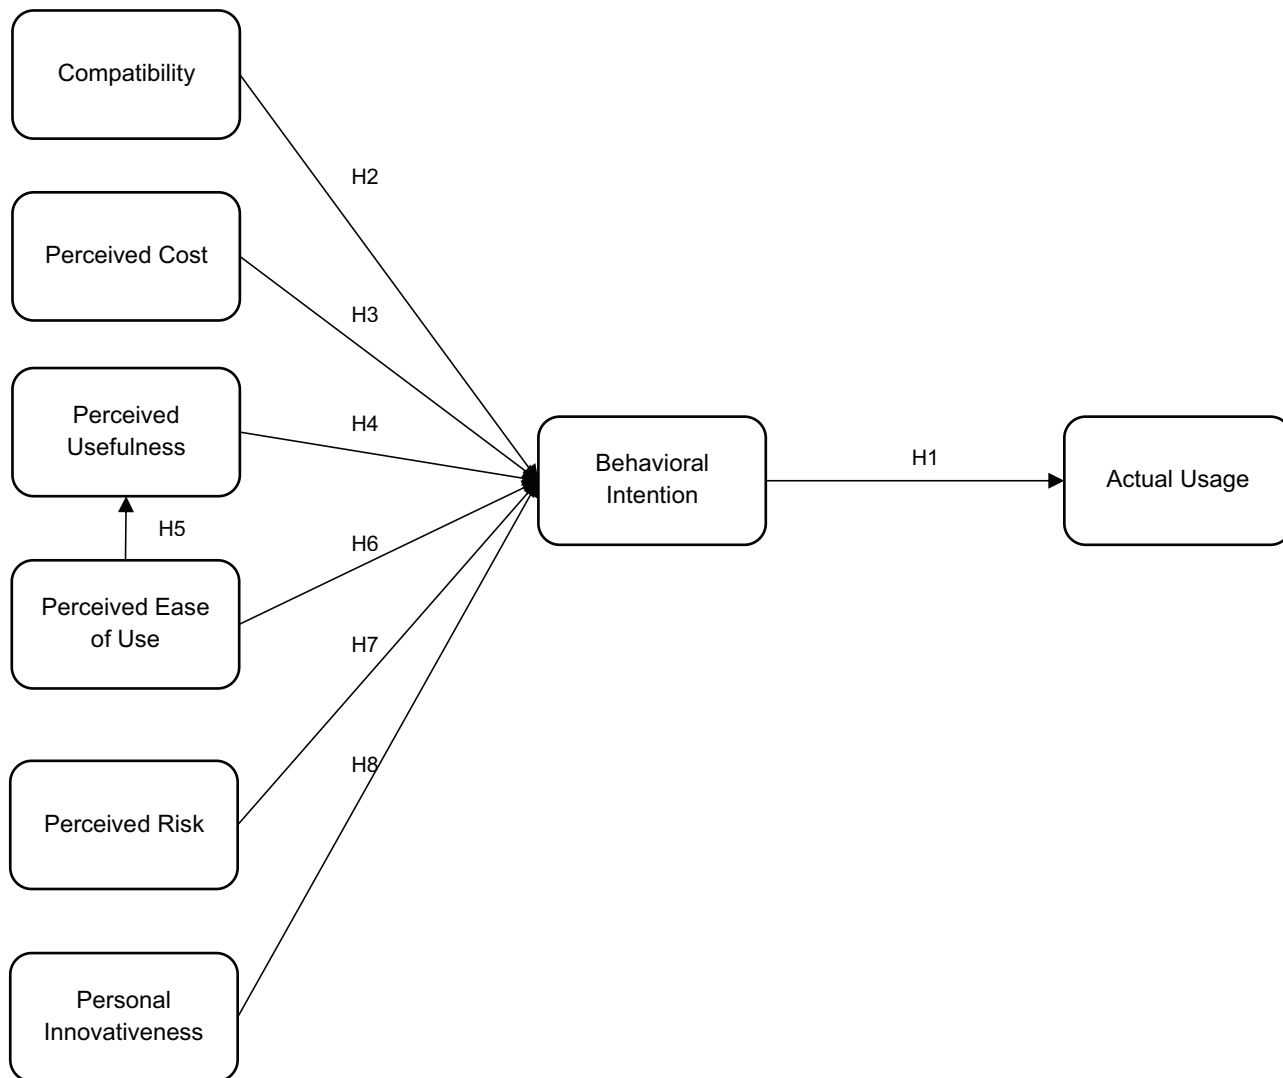 Compatibility
H2
Perceived Cost
H3
Perceived
Usefulness
H4
Behavioral
Intention
H1
Actual Usage
H5
H6
Perceived Ease
of Use
H7
H8
Perceived Risk
Personal
Innovativeness